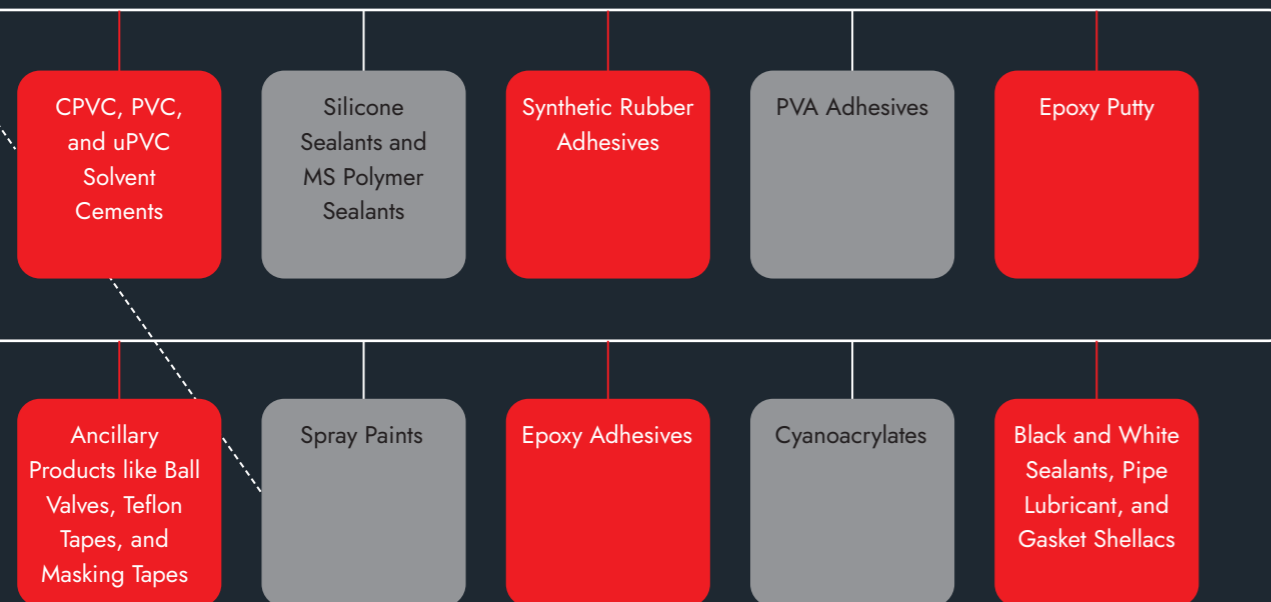 CPVC, PVC,
and uPVC
Solvent
Cements
Silicone
Sealants and
MS Polymer
Sealants
Synthetic Rubber
Adhesives
PVA Adhesives
Epoxy Putty
Ancillary
Products like Ball
Valves, Teflon
Tapes, and
Masking Tapes
Spray Paints
Epoxy Adhesives
Cyanoacrylates
Black and White
Sealants, Pipe
Lubricant, and
Gasket Shellacs